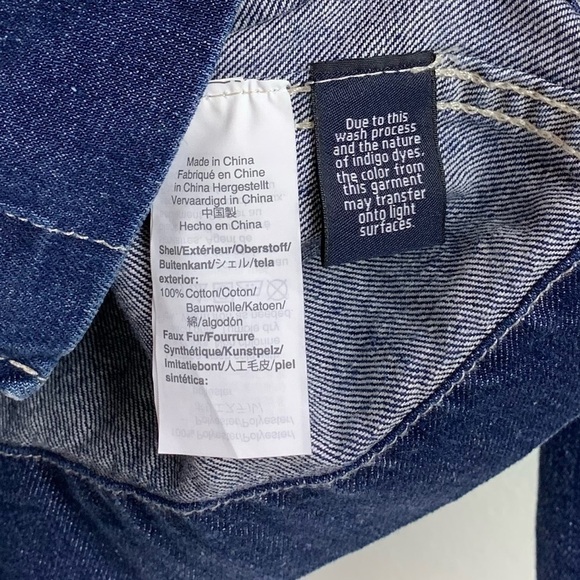 Made in China
Fabriqué en Chine
in China Hergestellt
Vervaardigd in China
中国製
Hecho en China
Shell/Extérieur/Oberstoff/
Buitenkant/シェル/tela
exterior:
100% Cotton/Coton/
Baumwolle/Katoen/
綿/algodón
Faux Fur/Fourrure
Synthétique/Kunstpelz/
Imitatiebont/人工毛皮/piel
sintética:
Due to this
wash process
and the nature
of indigo dyes,
the color from
this garment
may transfer
onto light
surfaces.